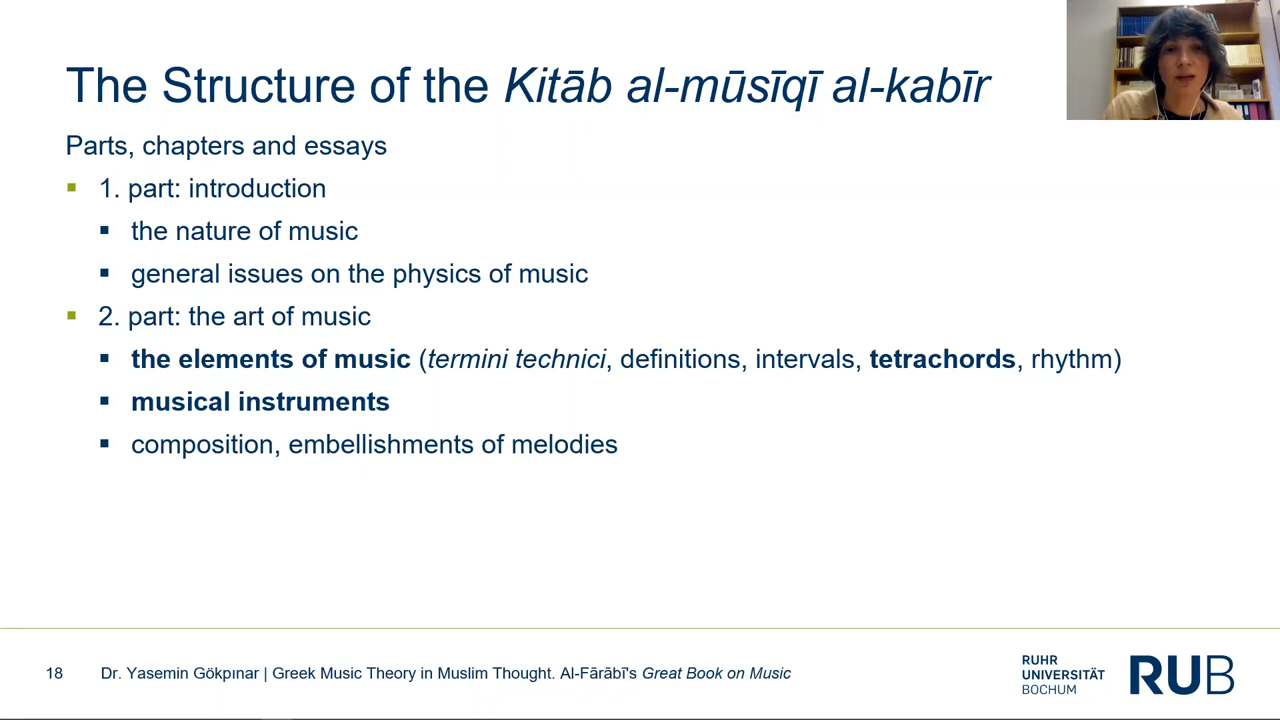 The Structure of the Kitāb al-mūsīqī al-kabīr
Parts, chapters and essays
1. part: introduction
the nature of music
general issues on the physics of music
2. part: the art of music
the elements of music (termini technici, definitions, intervals, tetrachords, rhythm)
musical instruments
composition, embellishments of melodies
18 Dr. Yasemin Gökpınar | Greek Music Theory in Muslim Thought. Al-Fārābī's Great Book on Music
RUHR
UNIVERSITÄT
BOCHUM
RUB